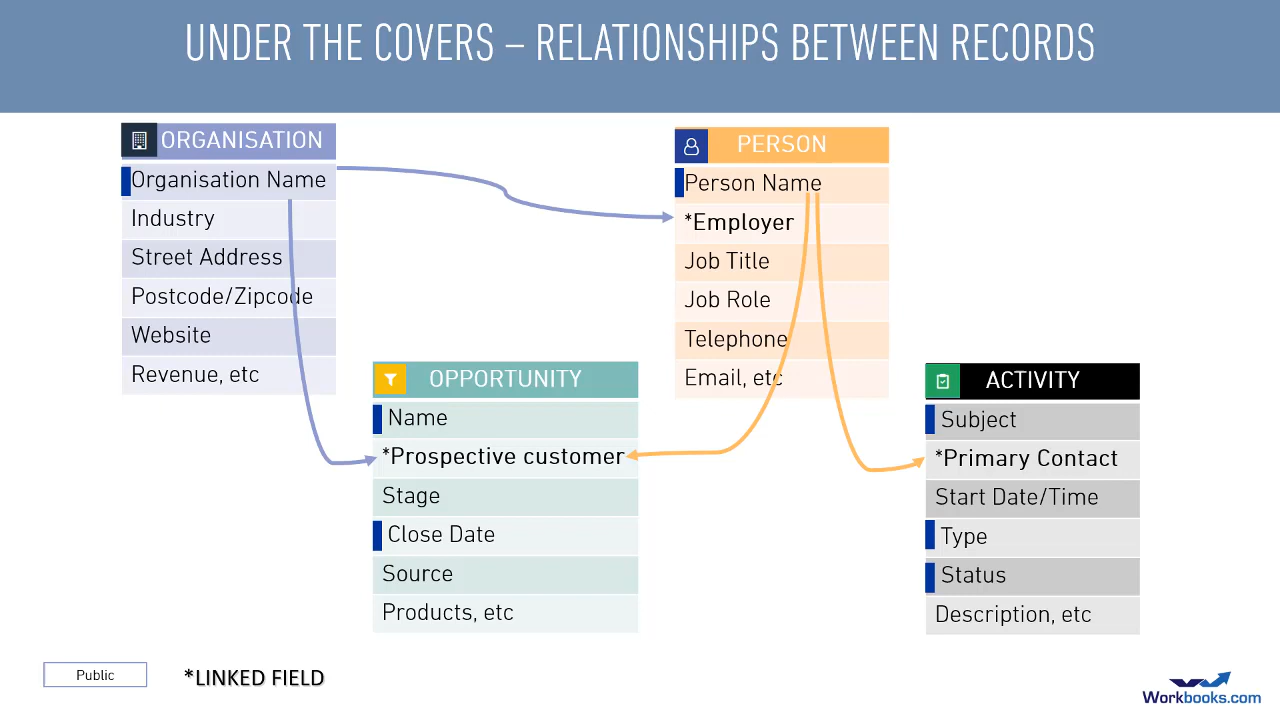 UNDER THE COVERS – RELATIONSHIPS BETWEEN RECORDS
ORGANISATION
Organisation Name
Industry
Street Address
Postcode/Zipcode
Website
Revenue, etc
PERSON
Person Name
*Employer
Job Title
Job Role
Telephone
Email, etc
OPPORTUNITY
Name
*Prospective customer
Stage
Close Date
Source
Products, etc
ACTIVITY
Subject
*Primary Contact
Start Date/Time
Type
Status
Description, etc
Public
*LINKED FIELD
Workbooks.com